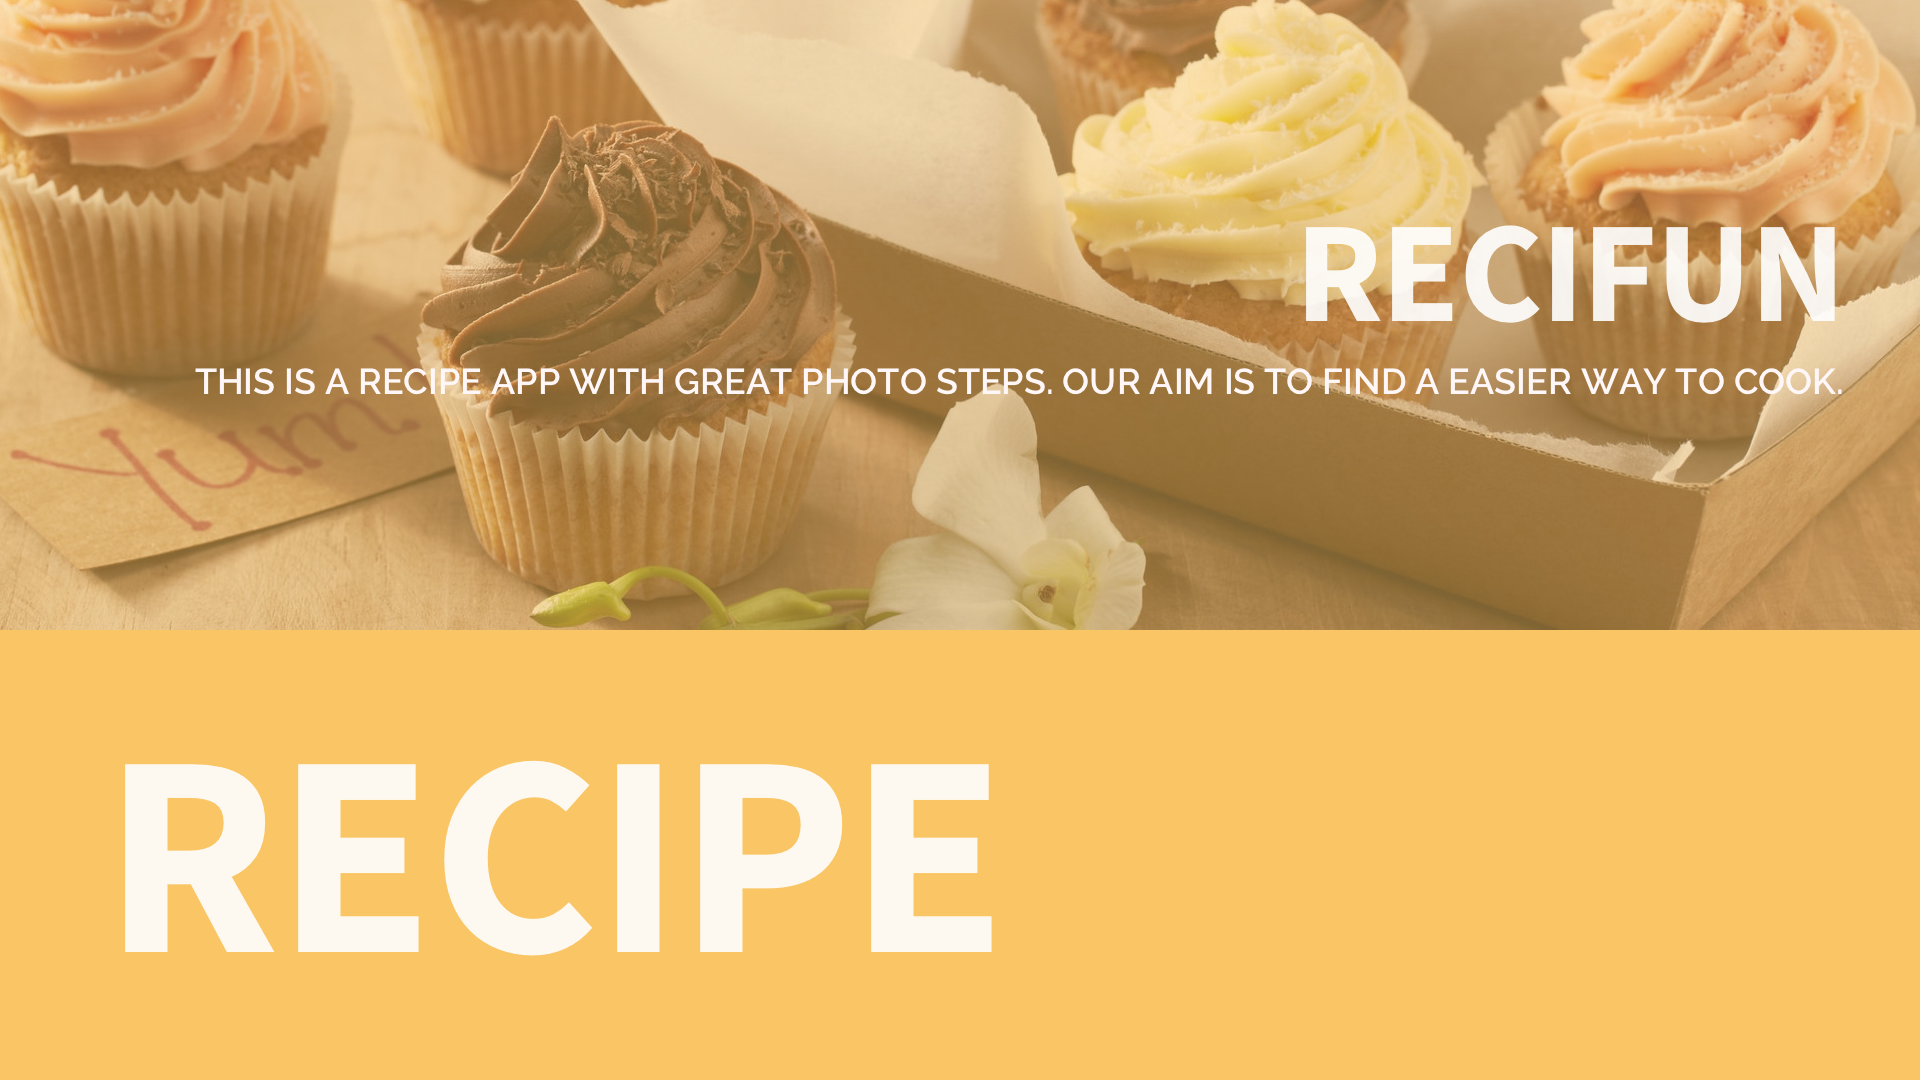 RECIFUN
THIS IS A RECIPE APP WITH GREAT PHOTO STEPS. OUR AIM IS TO FIND A EASIER WAY TO COOK.
Yum!
RECIPE